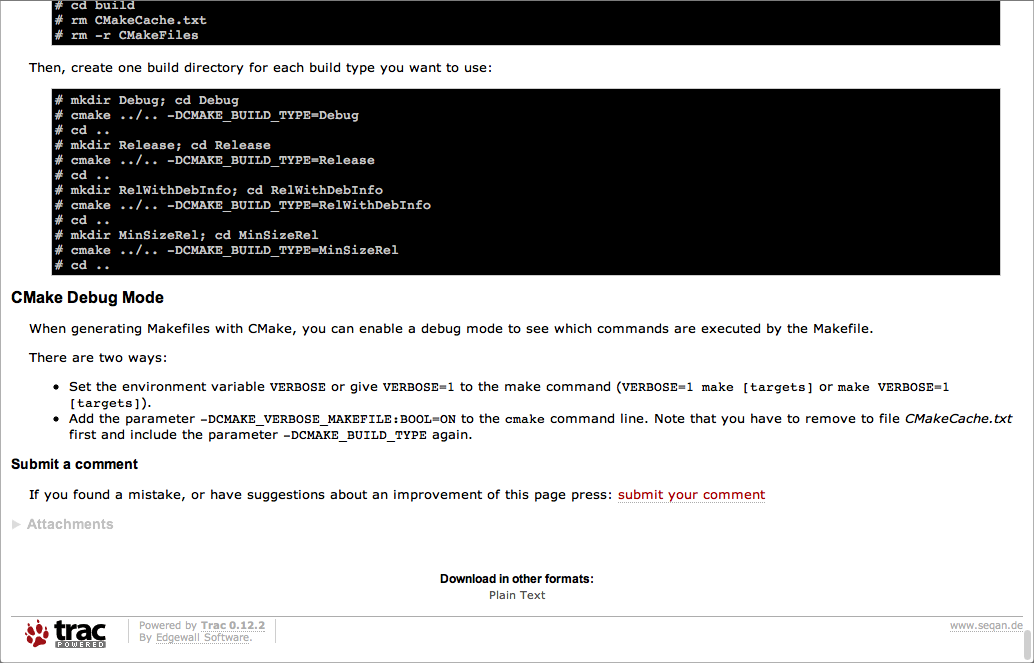 # cd build
# rm CMakeCache.txt
# rm -r CMakeFiles
Then, create one build directory for each build type you want to use:
# mkdir Debug; cd Debug
# cmake ../.. -DCMAKE_BUILD_TYPE=Debug
# cd ..
# mkdir Release; cd Release
# cmake ../.. -DCMAKE_BUILD_TYPE=Release
# cd ..
# mkdir RelWithDebInfo; cd RelWithDebInfo
# cmake ../.. -DCMAKE_BUILD_TYPE=RelWithDebInfo
# cd ..
# mkdir MinSizeRel; cd MinSizeRel
# cmake ../.. -DCMAKE_BUILD_TYPE=MinSizeRel
# cd ..
CMake Debug Mode
When generating Makefiles with CMake, you can enable a debug mode to see which commands are executed by the Makefile.
There are two ways:
• Set the environment variable VERBOSE or give VERBOSE=1 to the make command (VERBOSE=1 make [targets] or make VERBOSE=1
[targets]).
• Add the parameter -DCMAKE_VERBOSE_MAKEFILE:BOOL=ON to the cmake command line. Note that you have to remove to file CMakeCache.txt
first and include the parameter -DCMAKE_BUILD_TYPE again.
Submit a comment
If you found a mistake, or have suggestions about an improvement of this page press: submit your comment
Attachments
Download in other formats:
Plain Text
trac
POWERED
Powered by Trac 0.12.2
By Edgewall Software.
www.seqan.de